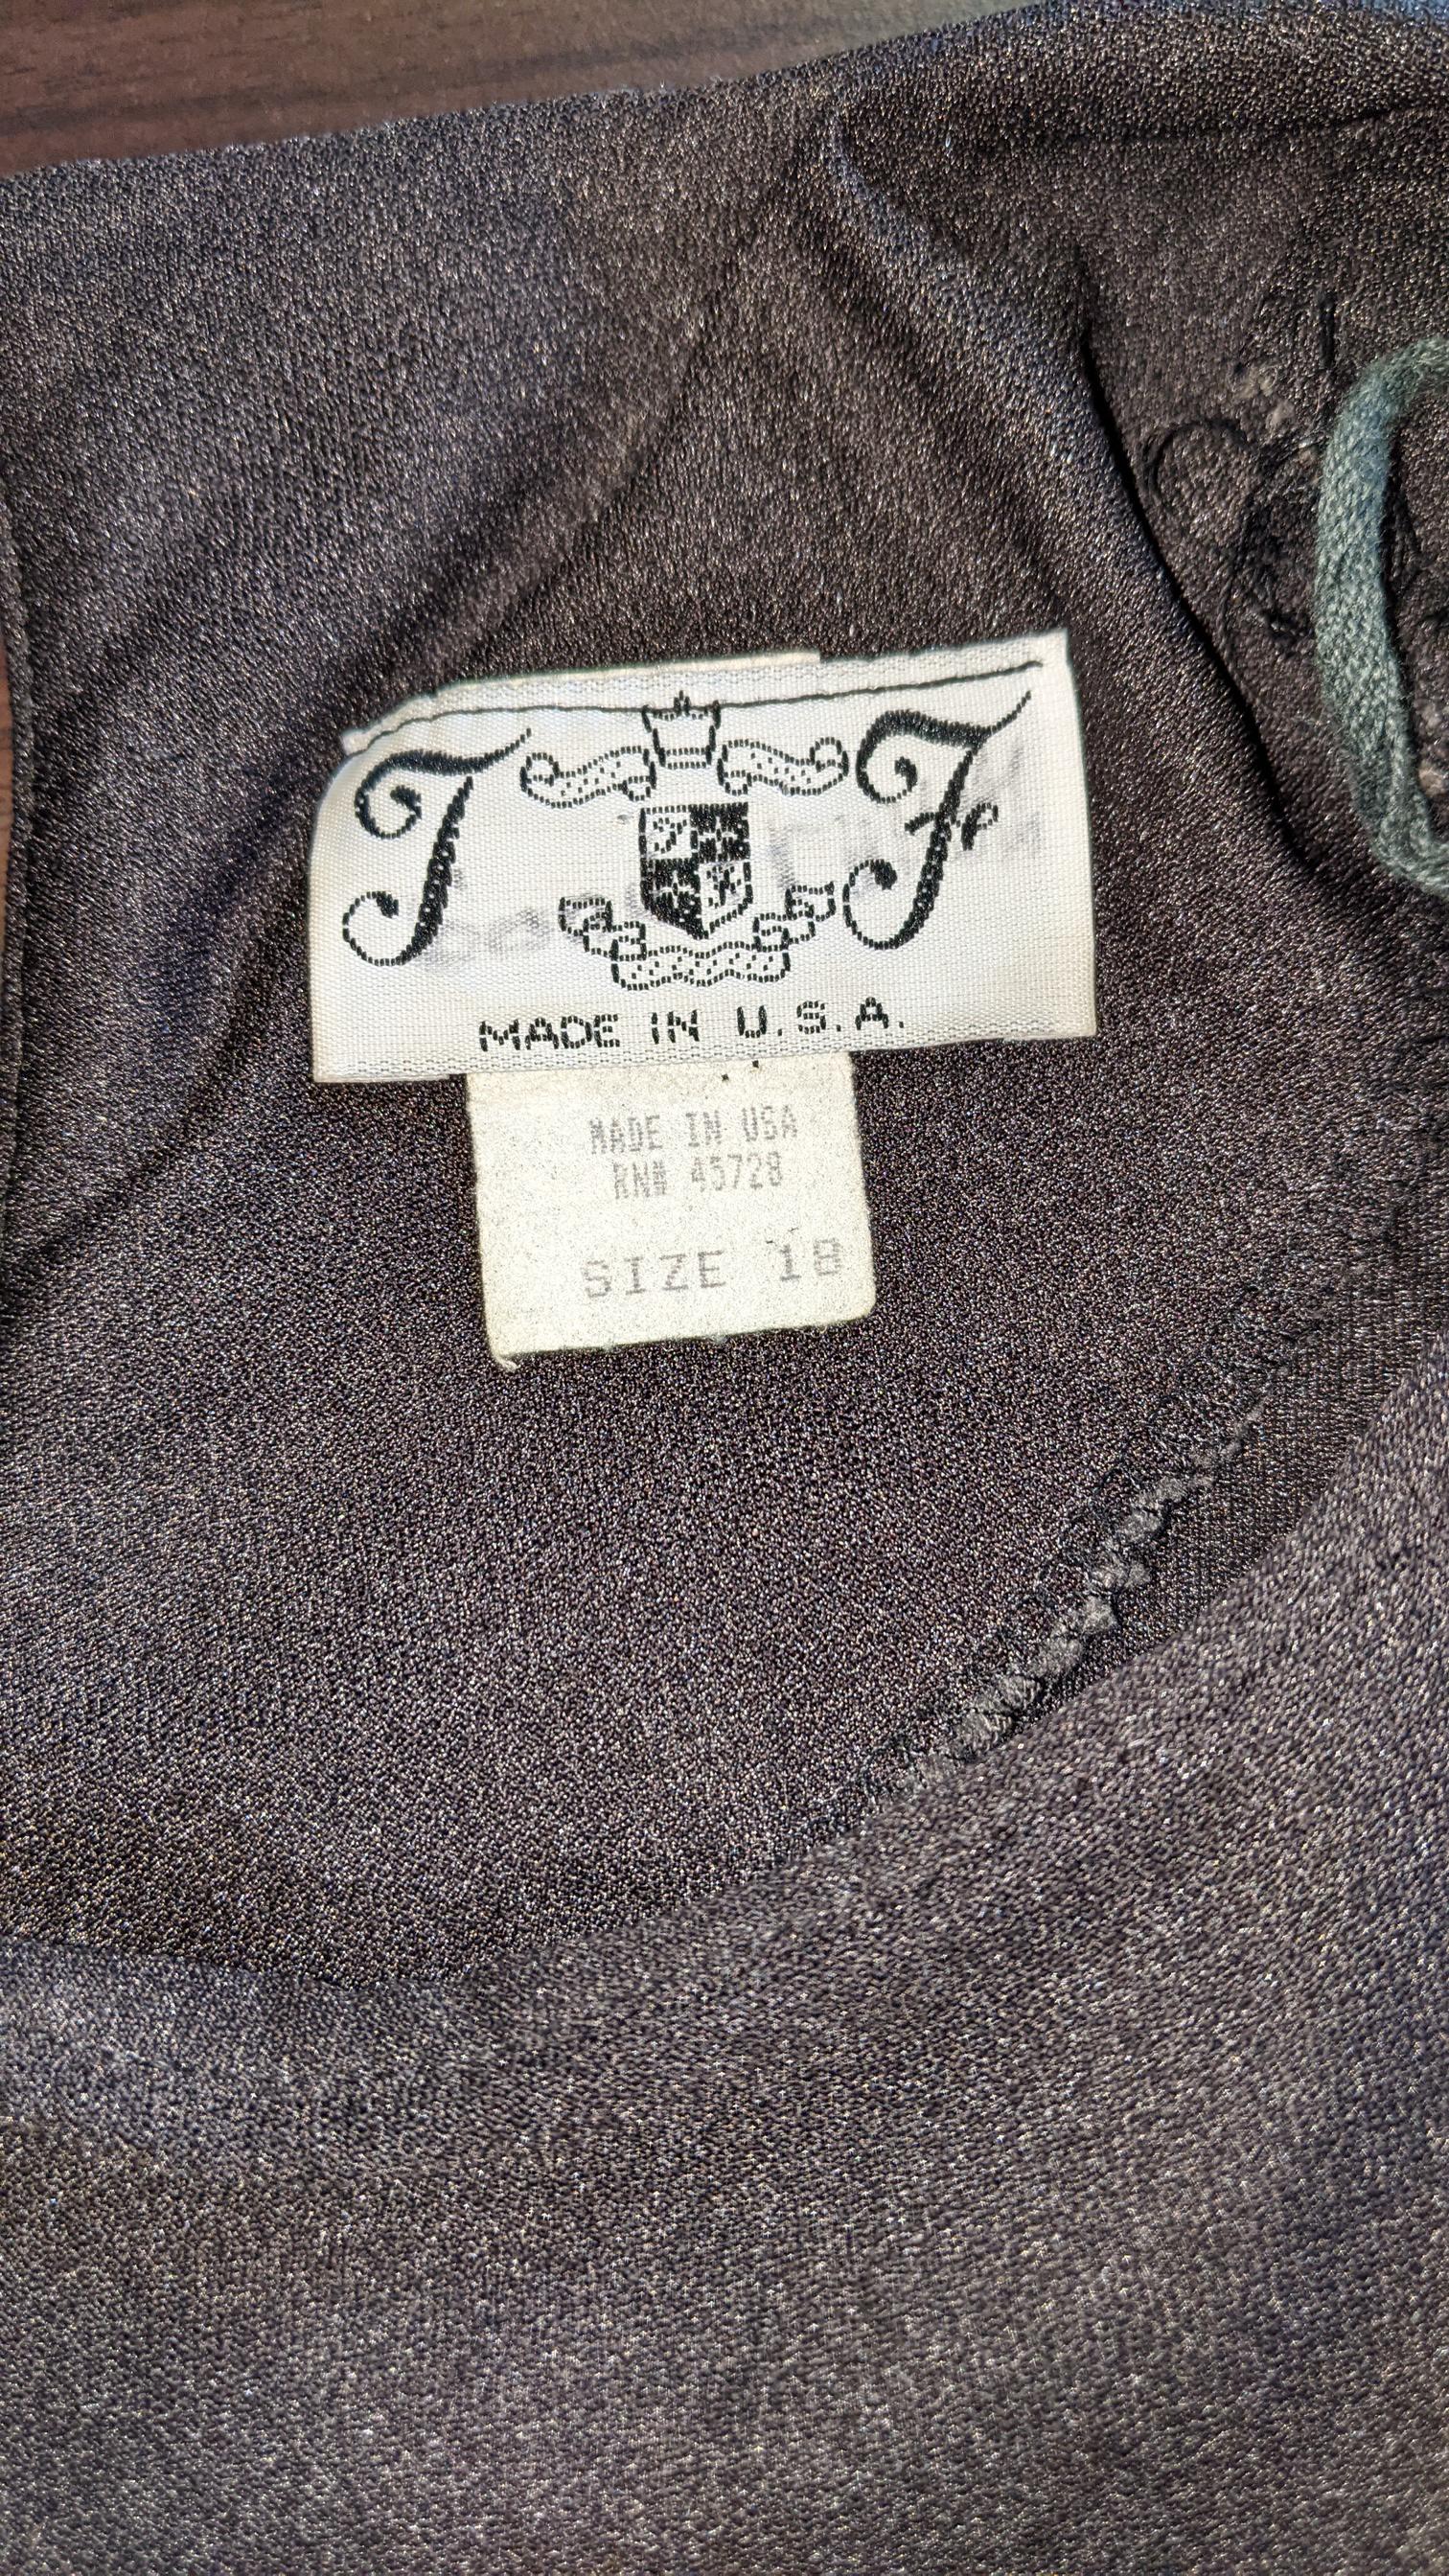 J F
MADE IN U.S.A.
MADE IN USA
RN# 45728
SIZE 18